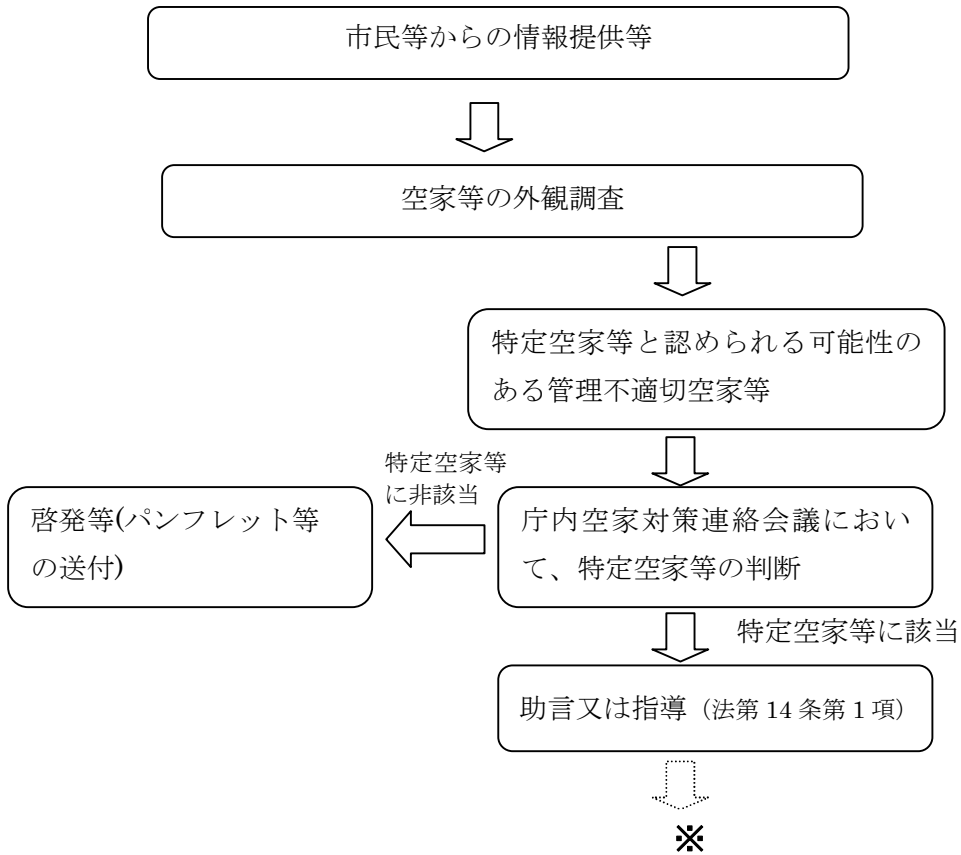 市民等からの情報提供等
空家等の外観調査
特定空家等と認められる可能性の
ある管理不適切空家等
特定空家等
に非該当
啓発等(パンフレット等
の送付)
庁内空家対策連絡会議におい
て、特定空家等の判断
特定空家等に該当
助言又は指導（法第 14 条第 1 項）
※